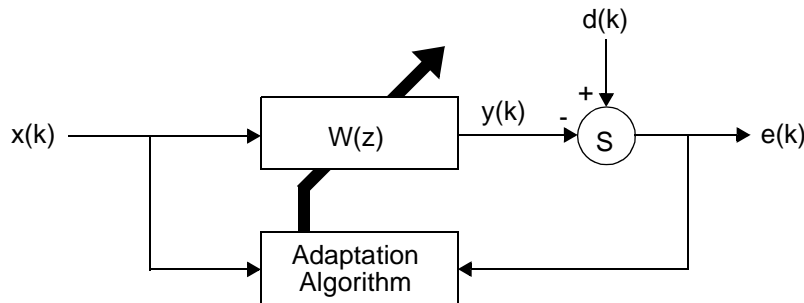 d(k)
+
y(k)
-
x(k)
W(z)
S
e(k)
Adaptation
Algorithm